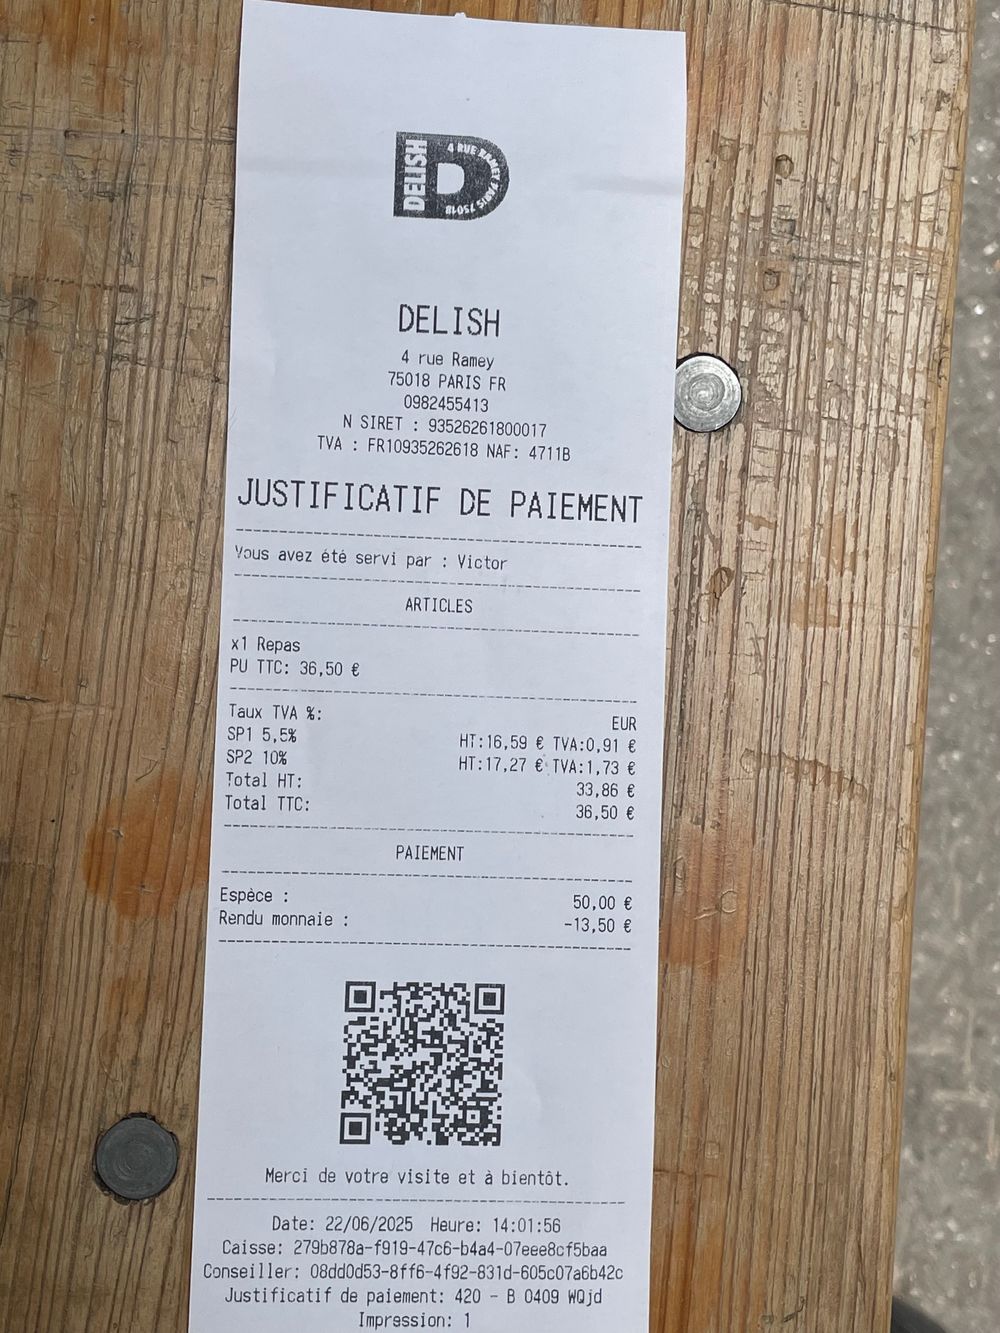 DELISH
4 RUE RAMEY PARIS 75018
DELISH
4 rue Ramey
75018 PARIS FR
0982455413
N SIRET : 93526261800017
TVA : FR10935262618 NAF: 4711B
JUSTIFICATIF DE PAIEMENT
Vous avez été servi par : Victor
ARTICLES
x1 Repas
PU TTC: 36,50 €
Taux TVA %: EUR
SP1 5,5% HT:16,59 € TVA:0,91 €
SP2 10% HT:17,27 € TVA:1,73 €
Total HT: 33,86 €
Total TTC: 36,50 €
PAIEMENT
Espèce : 50,00 €
Rendu monnaie : -13,50 €
Merci de votre visite et à bientôt.
Date: 22/06/2025 Heure: 14:01:56
Caisse: 279b878a-f919-47c6-b4a4-07eee8cf5baa
Conseiller: 08dd0d53-8ff6-4f92-831d-605c07a6b42c
Justificatif de paiement: 420 - B 0409 WQjd
Impression: 1